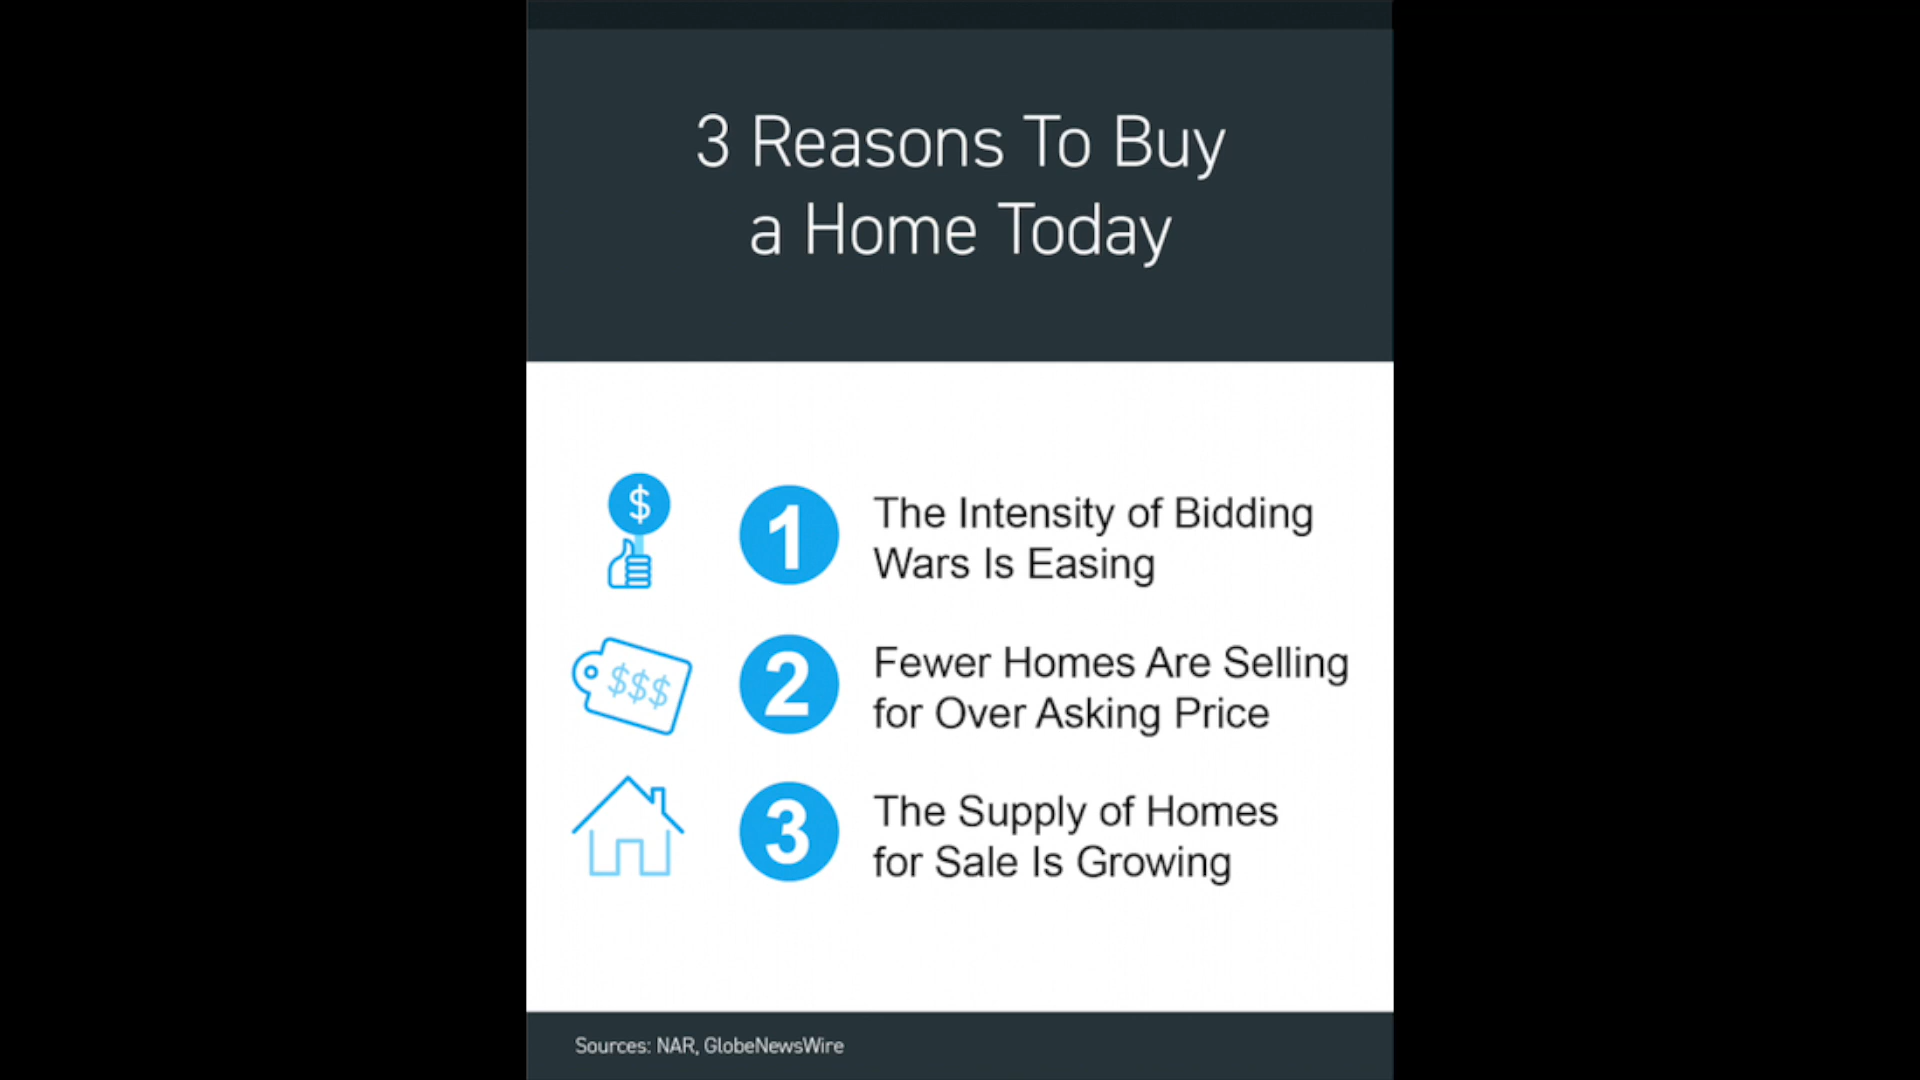 3 Reasons To Buy
a Home Today
$
1
The Intensity of Bidding
Wars Is Easing
$$$
2
Fewer Homes Are Selling
for Over Asking Price
3
The Supply of Homes
for Sale Is Growing
Sources: NAR, GlobeNewsWire